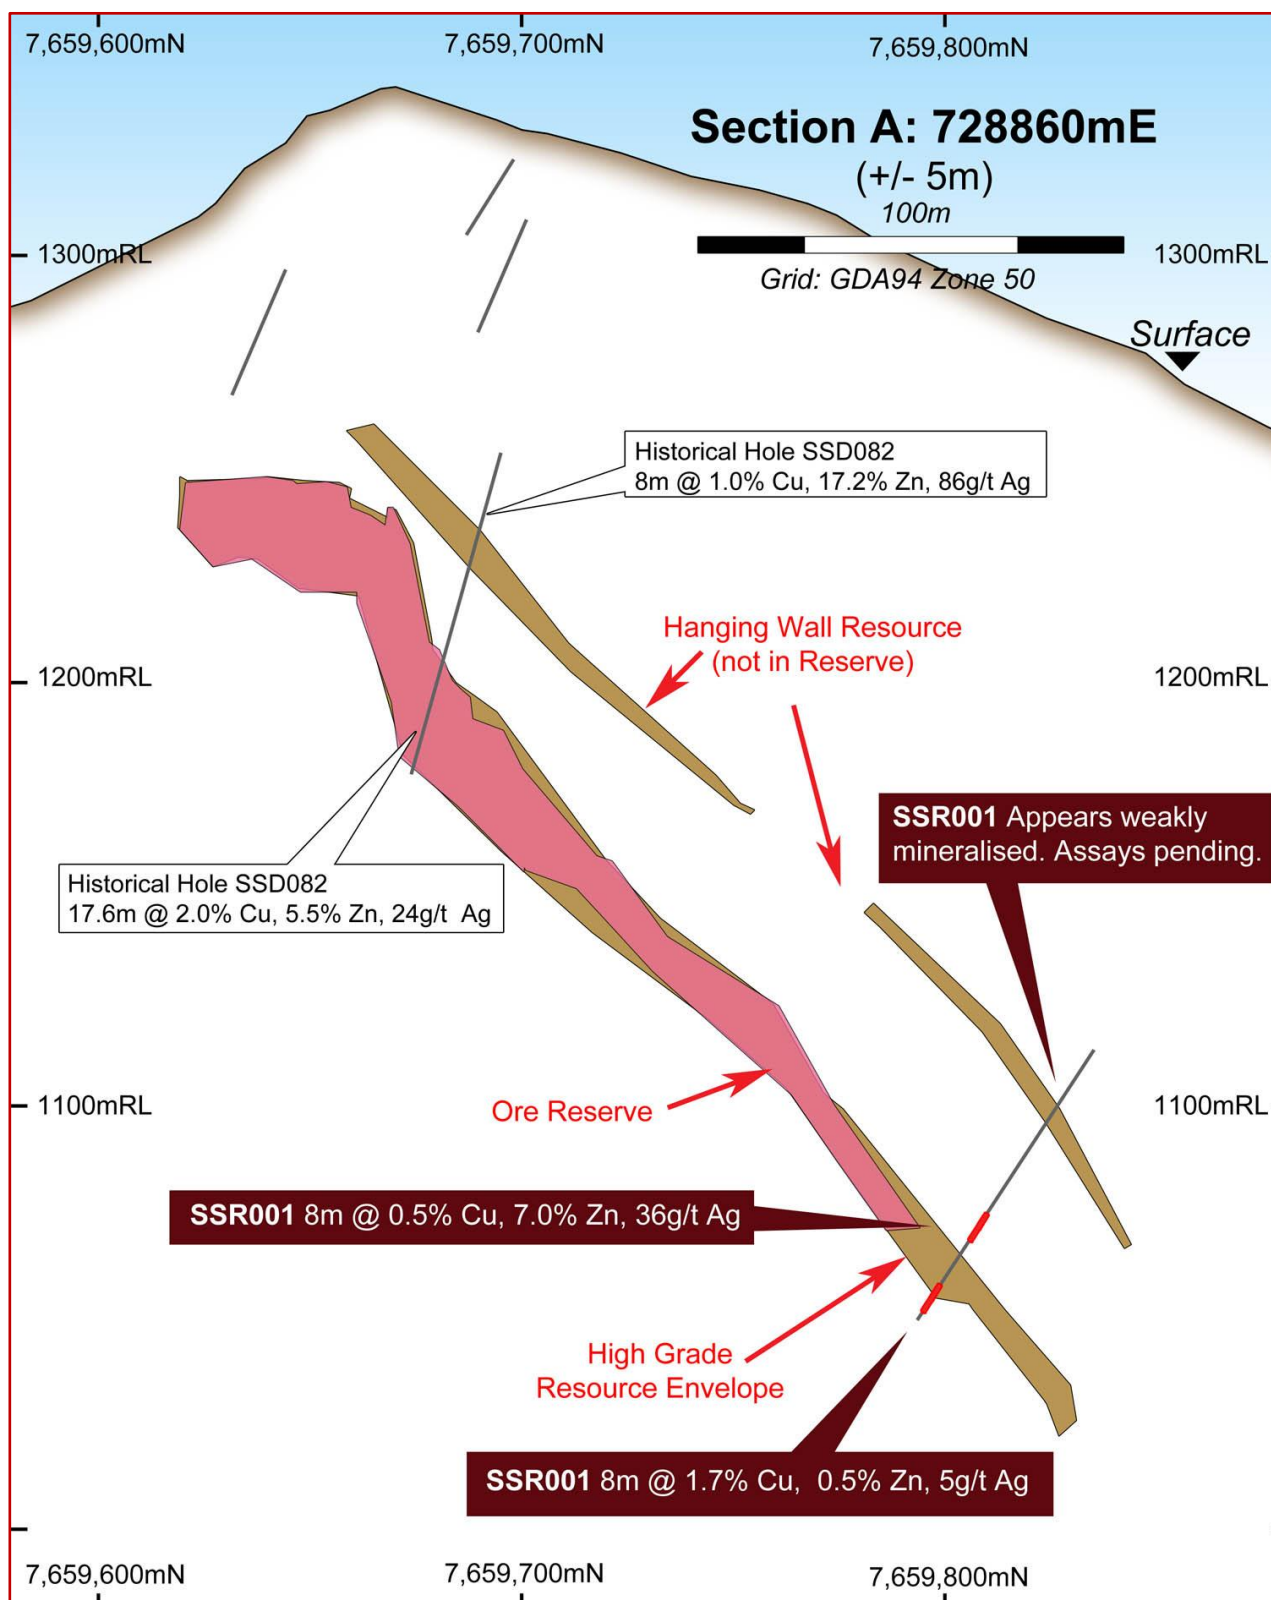 7,659,600mN
7,659,700mN
7,659,800mN
Section A: 728860mE
(+/- 5m)
100m
1300mRL
1300mRL
Grid: GDA94 Zone 50
Surface
Historical Hole SSD082
8m @ 1.0% Cu, 17.2% Zn, 86g/t Ag
Hanging Wall Resource
(not in Reserve)
1200mRL
1200mRL
SSR001 Appears weakly
mineralised. Assays pending.
Historical Hole SSD082
17.6m @ 2.0% Cu, 5.5% Zn, 24g/t Ag
1100mRL
Ore Reserve
1100mRL
SSR001 8m @ 0.5% Cu, 7.0% Zn, 36g/t Ag
High Grade
Resource Envelope
SSR001 8m @ 1.7% Cu, 0.5% Zn, 5g/t Ag
7,659,600mN
7,659,700mN
7,659,800mN